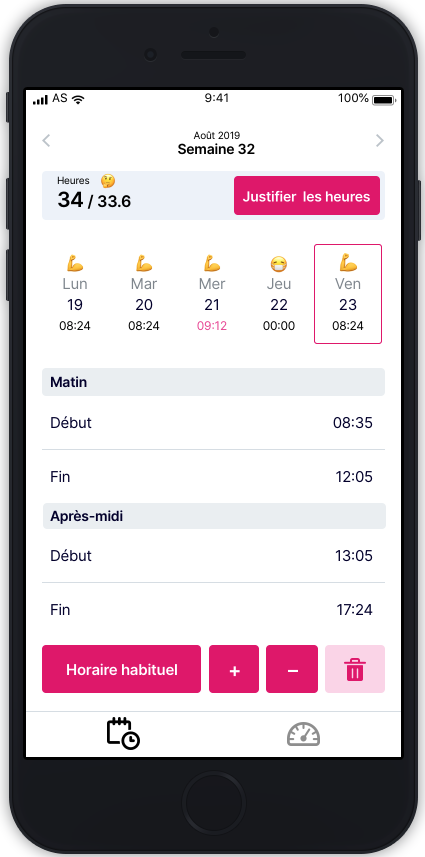 AS 9:41 100%
Août 2019
Semaine 32
Heures 🤔
34 / 33.6
Justifier les heures
💪 💪 💪 😷 💪
Lun Mar Mer Jeu Ven
19 20 21 22 23
08:24 08:24 09:12 00:00 08:24
Matin
Début 08:35
Fin 12:05
Après-midi
Début 13:05
Fin 17:24
Horaire habituel + −